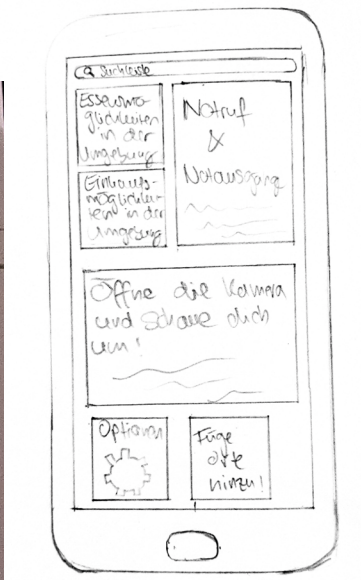 Suchleiste
Essensmö-
glichkeiten
in der
Umgebung
Notruf
&
Notausgang
Einkaufs-
möglichkei-
ten in der
Umgebung
Öffne die Kamera
und schaue dich
um!
Optionen
Füge
Orte
hinzu!